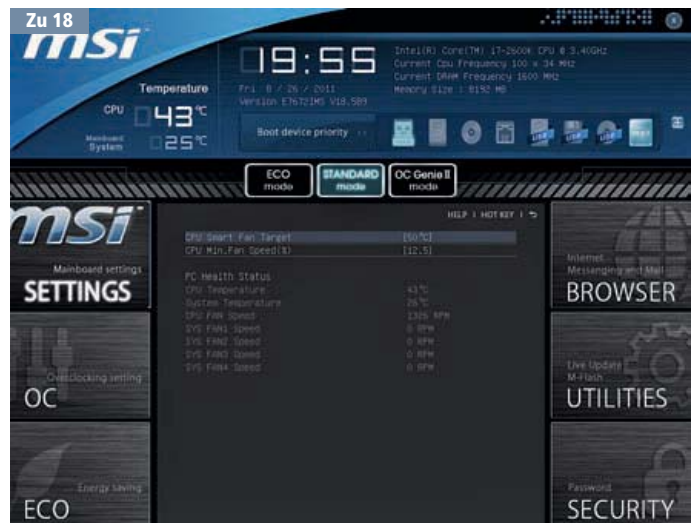 Zu 18
msi
19:55
Fri 8 / 26 / 2011
Version E7672IMS V18.5B9
Intel(R) Core(TM) i7-2600K CPU @ 3.40GHz
Current Cpu Frequency 100 x 34 MHz
Current DRAM Frequency 1600 MHz
Memory Size : 8192 MB
Temperature
CPU 43°C
Mainboard
System 25°C
Boot device priority
ECO
mode
STANDARD
mode
OC Genie II
mode
msi
Mainboard settings
SETTINGS
Overclocking setting
OC
Energy saving
ECO
HELP | HOT KEY |
CPU Smart Fan Target [50℃]
CPU Min.Fan Speed(%) [12.5]
PC Health Status
CPU Temperature 43℃
System Temperature 26℃
CPU FAN Speed 1326 RPM
SYS FAN1 Speed 0 RPM
SYS FAN2 Speed 0 RPM
SYS FAN3 Speed 0 RPM
SYS FAN4 Speed 0 RPM
Internet
Messanging and Mail
BROWSER
Live Update
M-Flash
UTILITIES
Password
SECURITY